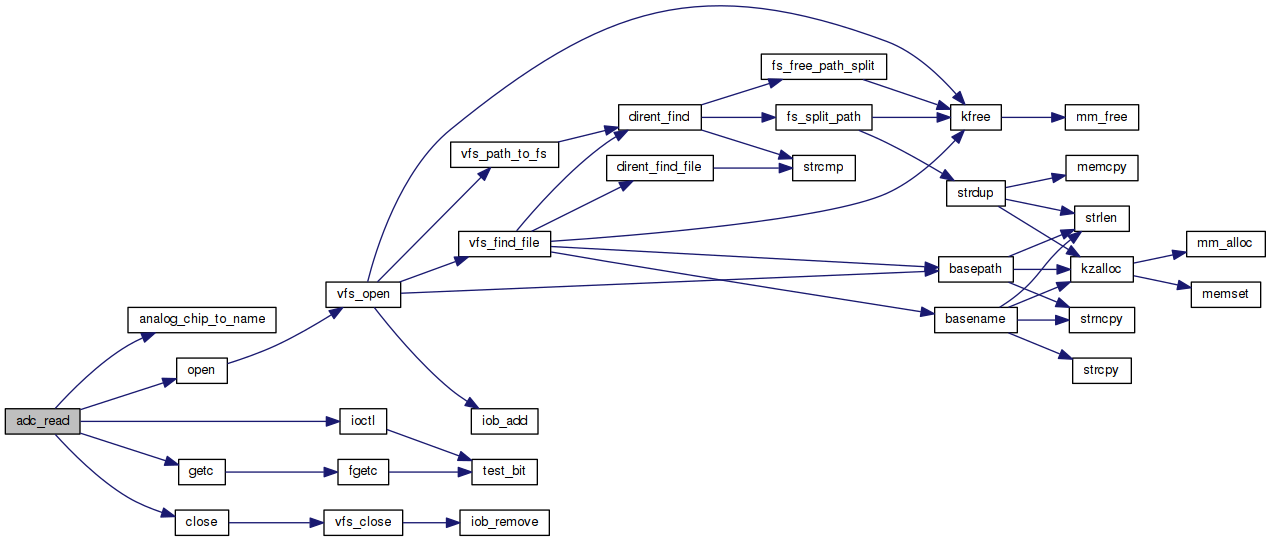 fs_free_path_split
dirent_find
fs_split_path
kfree
mm_free
vfs_path_to_fs
dirent_find_file
strcmp
memcpy
strdup
strlen
vfs_find_file
mm_alloc
basepath
kzalloc
vfs_open
memset
analog_chip_to_name
basename
strncpy
open
strcpy
adc_read
ioctl
iob_add
getc
fgetc
test_bit
close
vfs_close
iob_remove